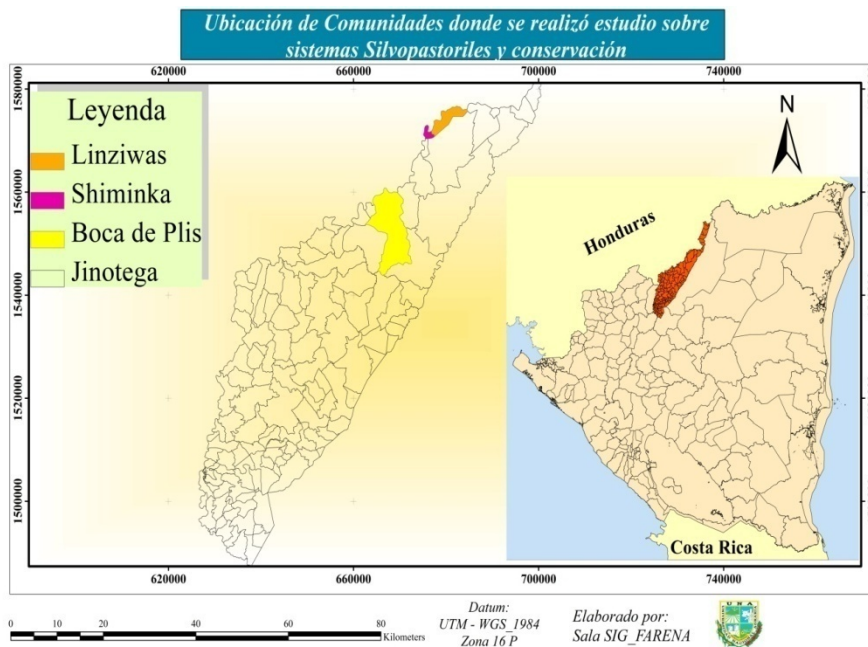 Ubicación de Comunidades donde se realizó estudio sobre
sistemas Silvopastoriles y conservación
620000 660000 700000 740000
1580000
1560000
1540000
1520000
1500000
Leyenda
Linziwas
Shiminka
Boca de Plis
Jinotega
N
Honduras
Costa Rica
620000 660000 700000 740000
0 5 10 20 40 60 80
Kilometers
Datum:
UTM - WGS_1984
Zona 16 P
Elaborado por:
Sala SIG_FARENA
UNA